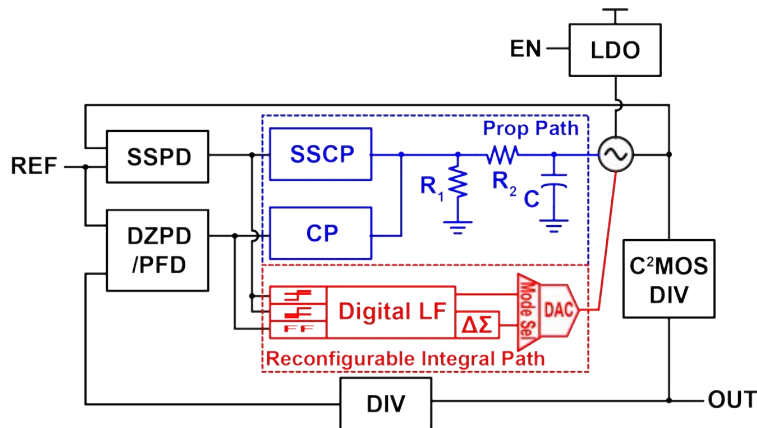 EN
LDO
REF
SSPD
SSCP
Prop Path
R₁
R₂
C
DZPD
/PFD
CP
C²MOS
DIV
Digital LF
FF
ΔΣ
Mode Sel
DAC
Reconfigurable Integral Path
DIV
OUT